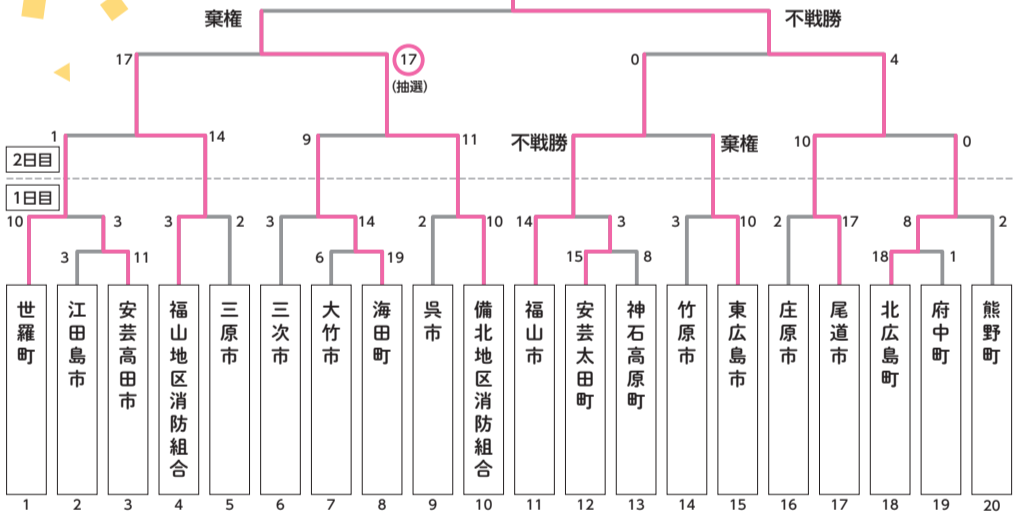 棄権 不戦勝
17 17 0 4
(抽選)
1 14 9 11 不戦勝 棄権 10 0
2日目
1日目
10 3 3 2 3 14 2 10 14 3 3 10 2 17 8 2
3 11 6 19 15 8 18 1
世羅町
江田島市
安芸高田市
福山地区消防組合
三原市
三次市
大竹市
海田町
呉市
備北地区消防組合
福山市
安芸太田町
神石高原町
竹原市
東広島市
庄原市
尾道市
北広島町
府中町
熊野町
1 2 3 4 5 6 7 8 9 10 11 12 13 14 15 16 17 18 19 20